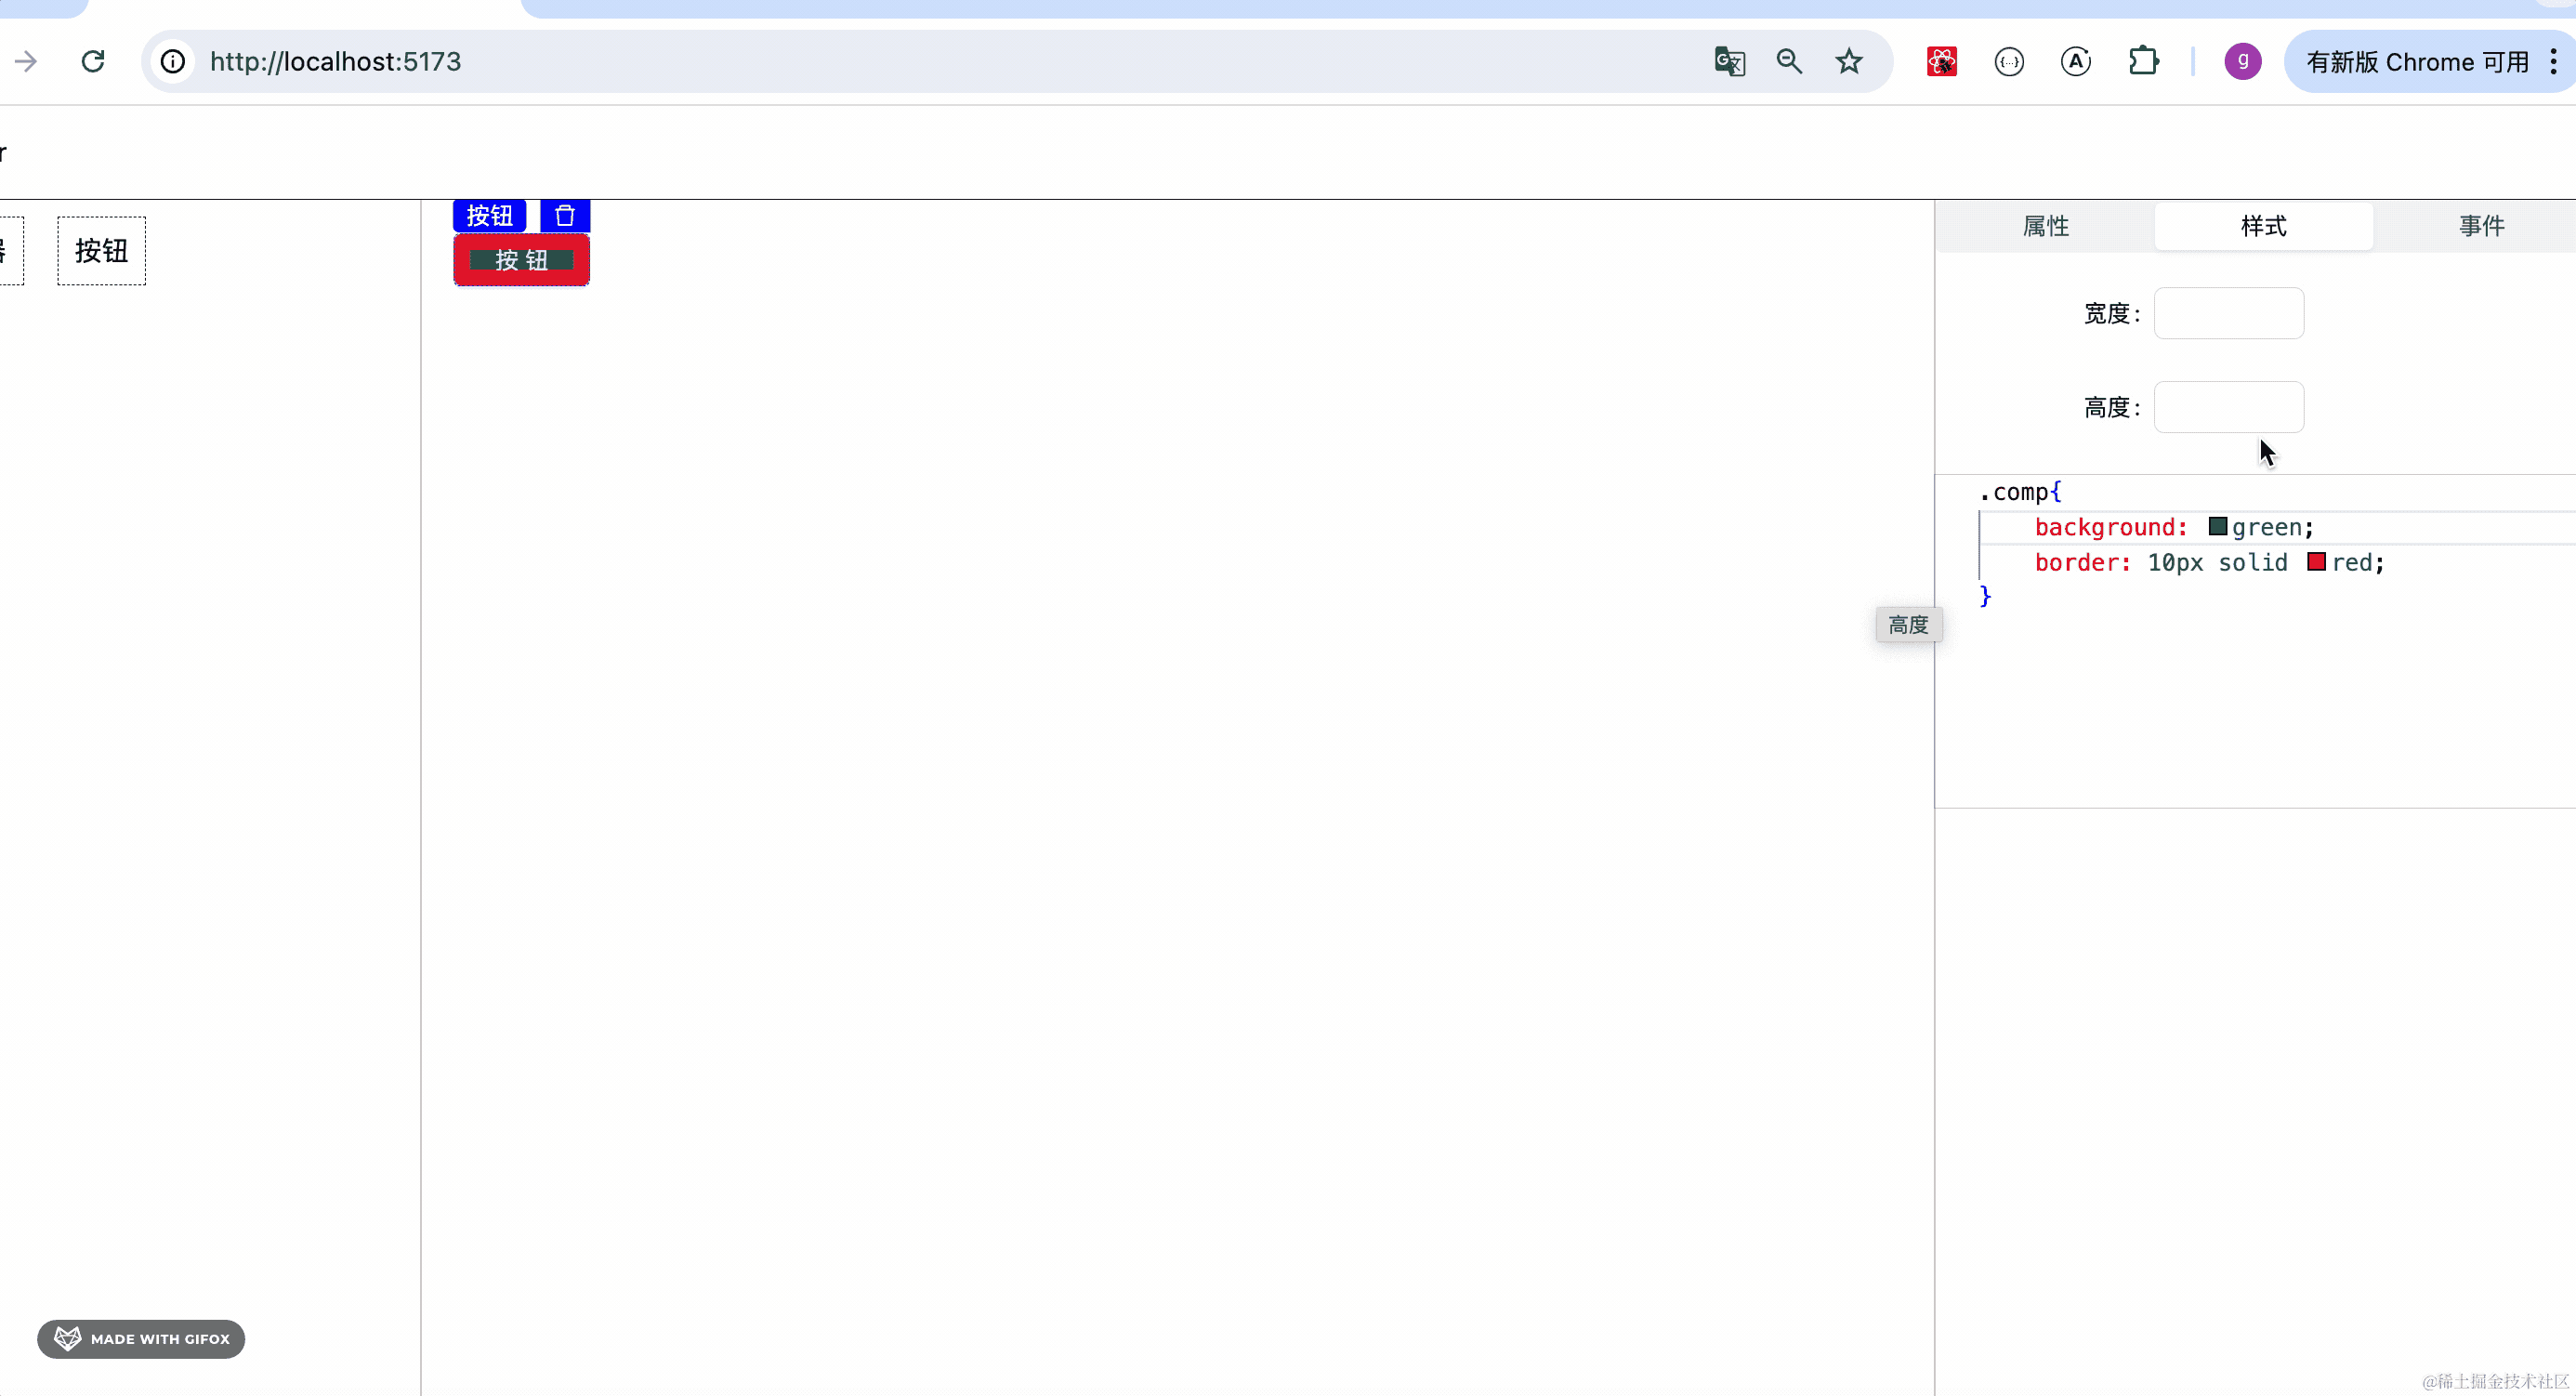 http://localhost:5173
有新版 Chrome 可用
g
r
按钮
按钮
按 钮
属性
样式
事件
宽度:
高度:
.comp{
background: green;
border: 10px solid red;
}
高度
MADE WITH GIFOX
@稀土掘金技术社区